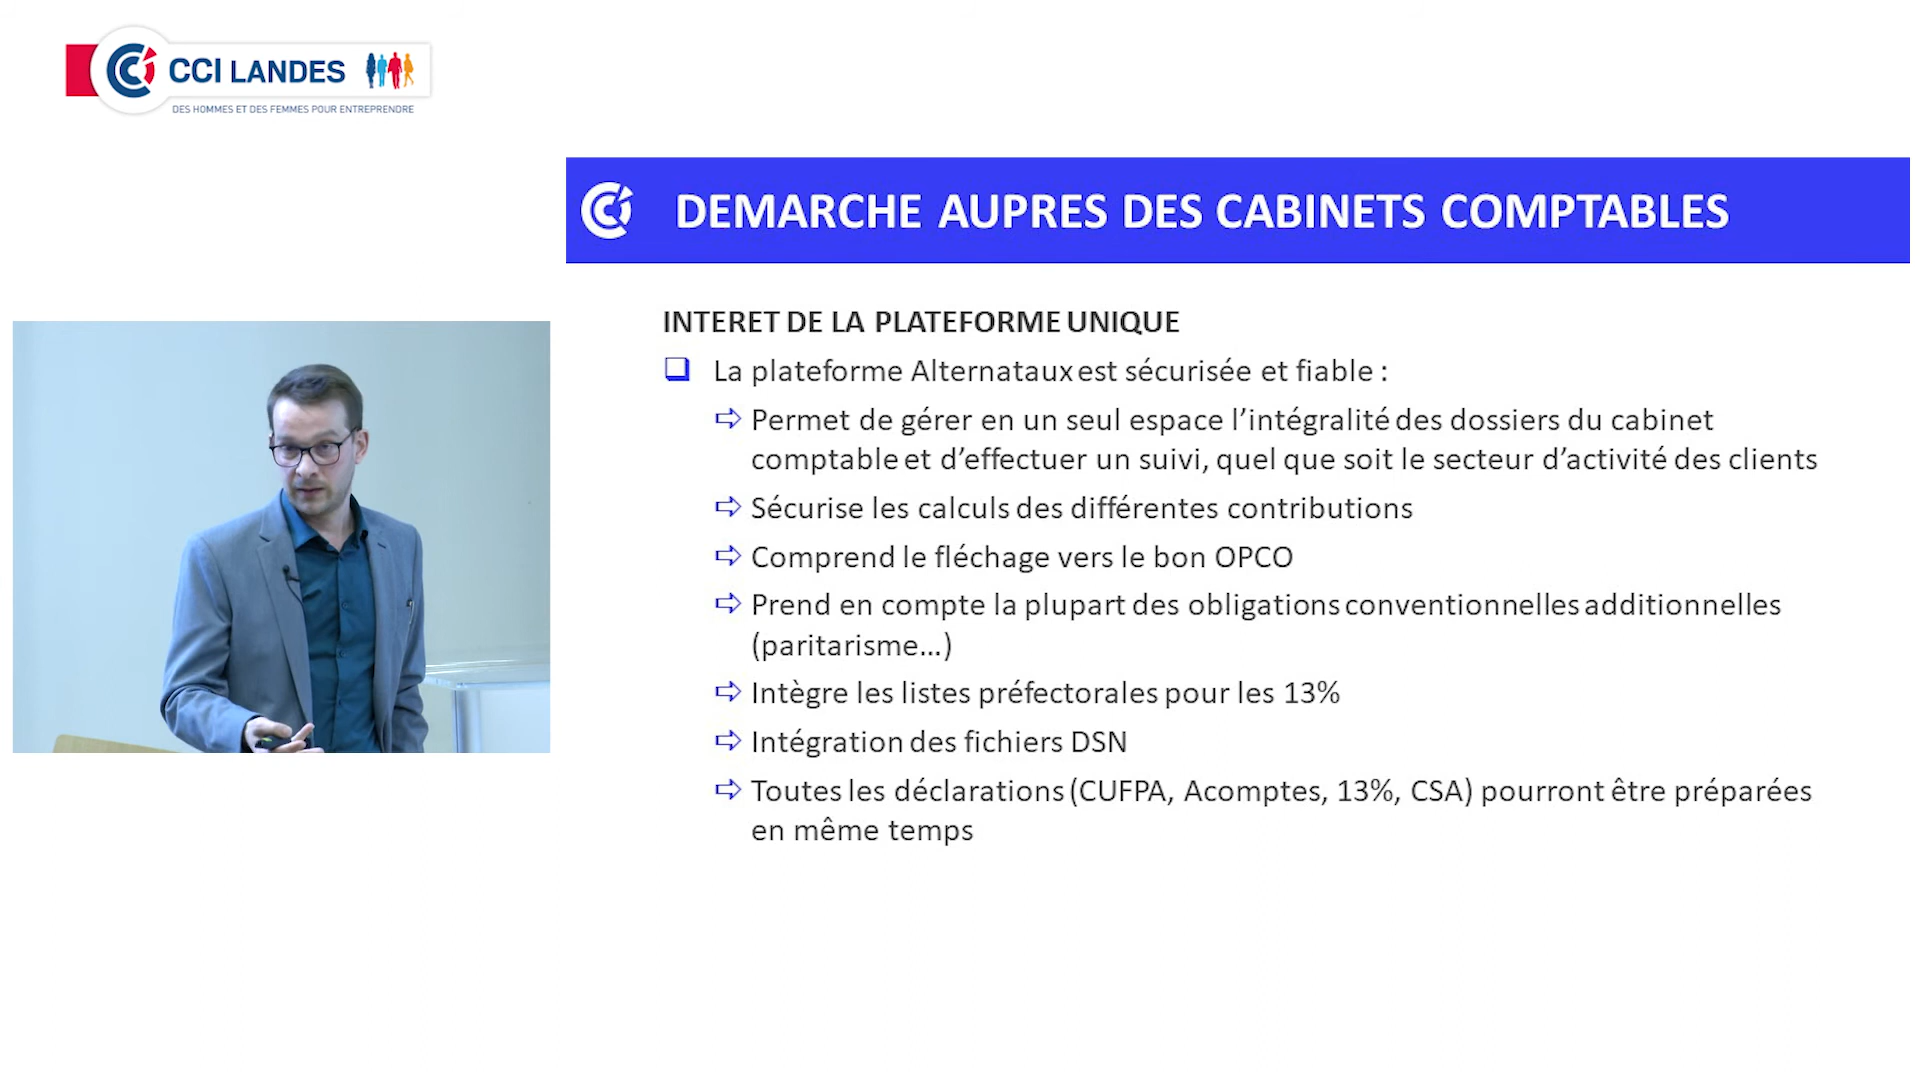 CCI LANDES
DES HOMMES ET DES FEMMES POUR ENTREPRENDRE
DEMARCHE AUPRES DES CABINETS COMPTABLES
INTERET DE LA PLATEFORME UNIQUE
La plateforme Alternataux est sécurisée et fiable :
Permet de gérer en un seul espace l’intégralité des dossiers du cabinet
comptable et d’effectuer un suivi, quel que soit le secteur d’activité des clients
Sécurise les calculs des différentes contributions
Comprend le fléchage vers le bon OPCO
Prend en compte la plupart des obligations conventionnelles additionnelles
(paritarisme…)
Intègre les listes préfectorales pour les 13%
Intégration des fichiers DSN
Toutes les déclarations (CUFPA, Acomptes, 13%, CSA) pourront être préparées
en même temps